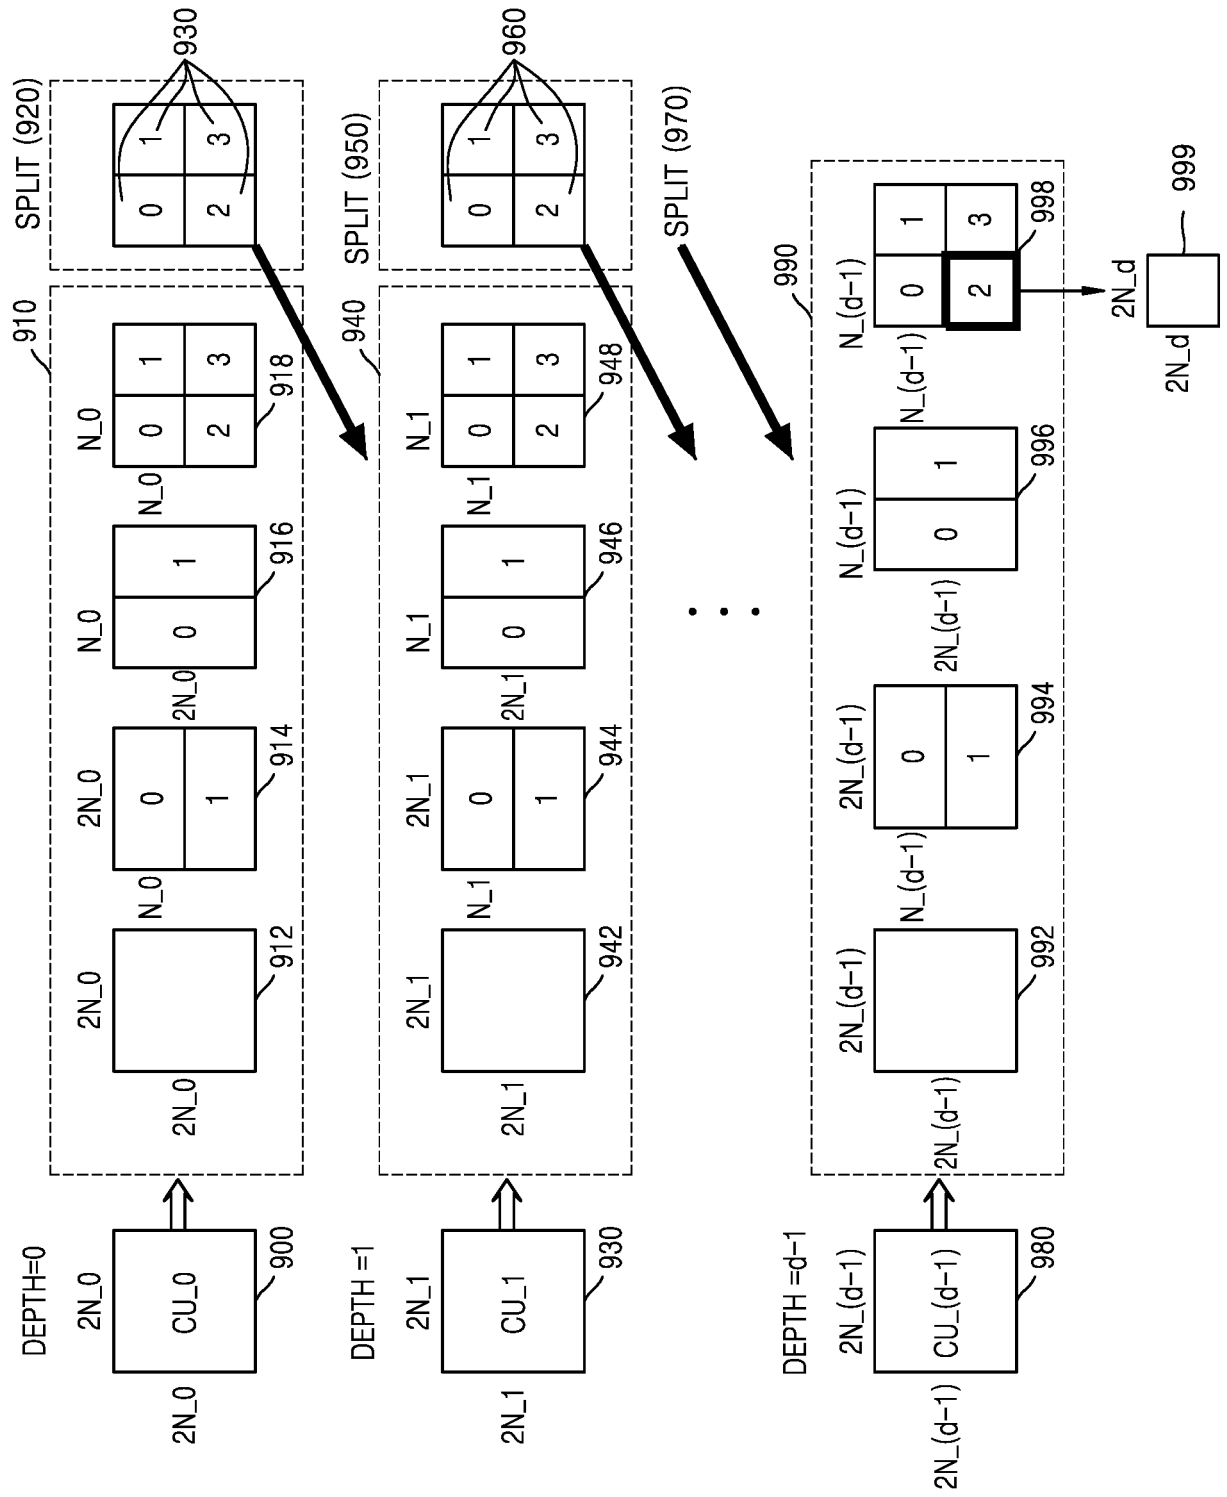 DEPTH=0
2N_0
2N_0
CU_0
900
910
2N_0
2N_0
912
2N_0
N_0
0
1
914
N_0
2N_0
0 1
916
N_0
N_0
0 1
2 3
918
SPLIT (920)
0 1
2 3
930
DEPTH =1
2N_1
2N_1
CU_1
930
940
2N_1
2N_1
942
2N_1
N_1
0
1
944
N_1
2N_1
0 1
946
N_1
N_1
0 1
2 3
948
SPLIT (950)
0 1
2 3
960
SPLIT (970)
DEPTH =d-1
2N_(d-1)
2N_(d-1)
CU_(d-1)
980
990
2N_(d-1)
2N_(d-1)
992
2N_(d-1)
N_(d-1)
0
1
994
N_(d-1)
2N_(d-1)
0 1
996
N_(d-1)
N_(d-1)
0 1
2 3
998
2N_d
2N_d
999